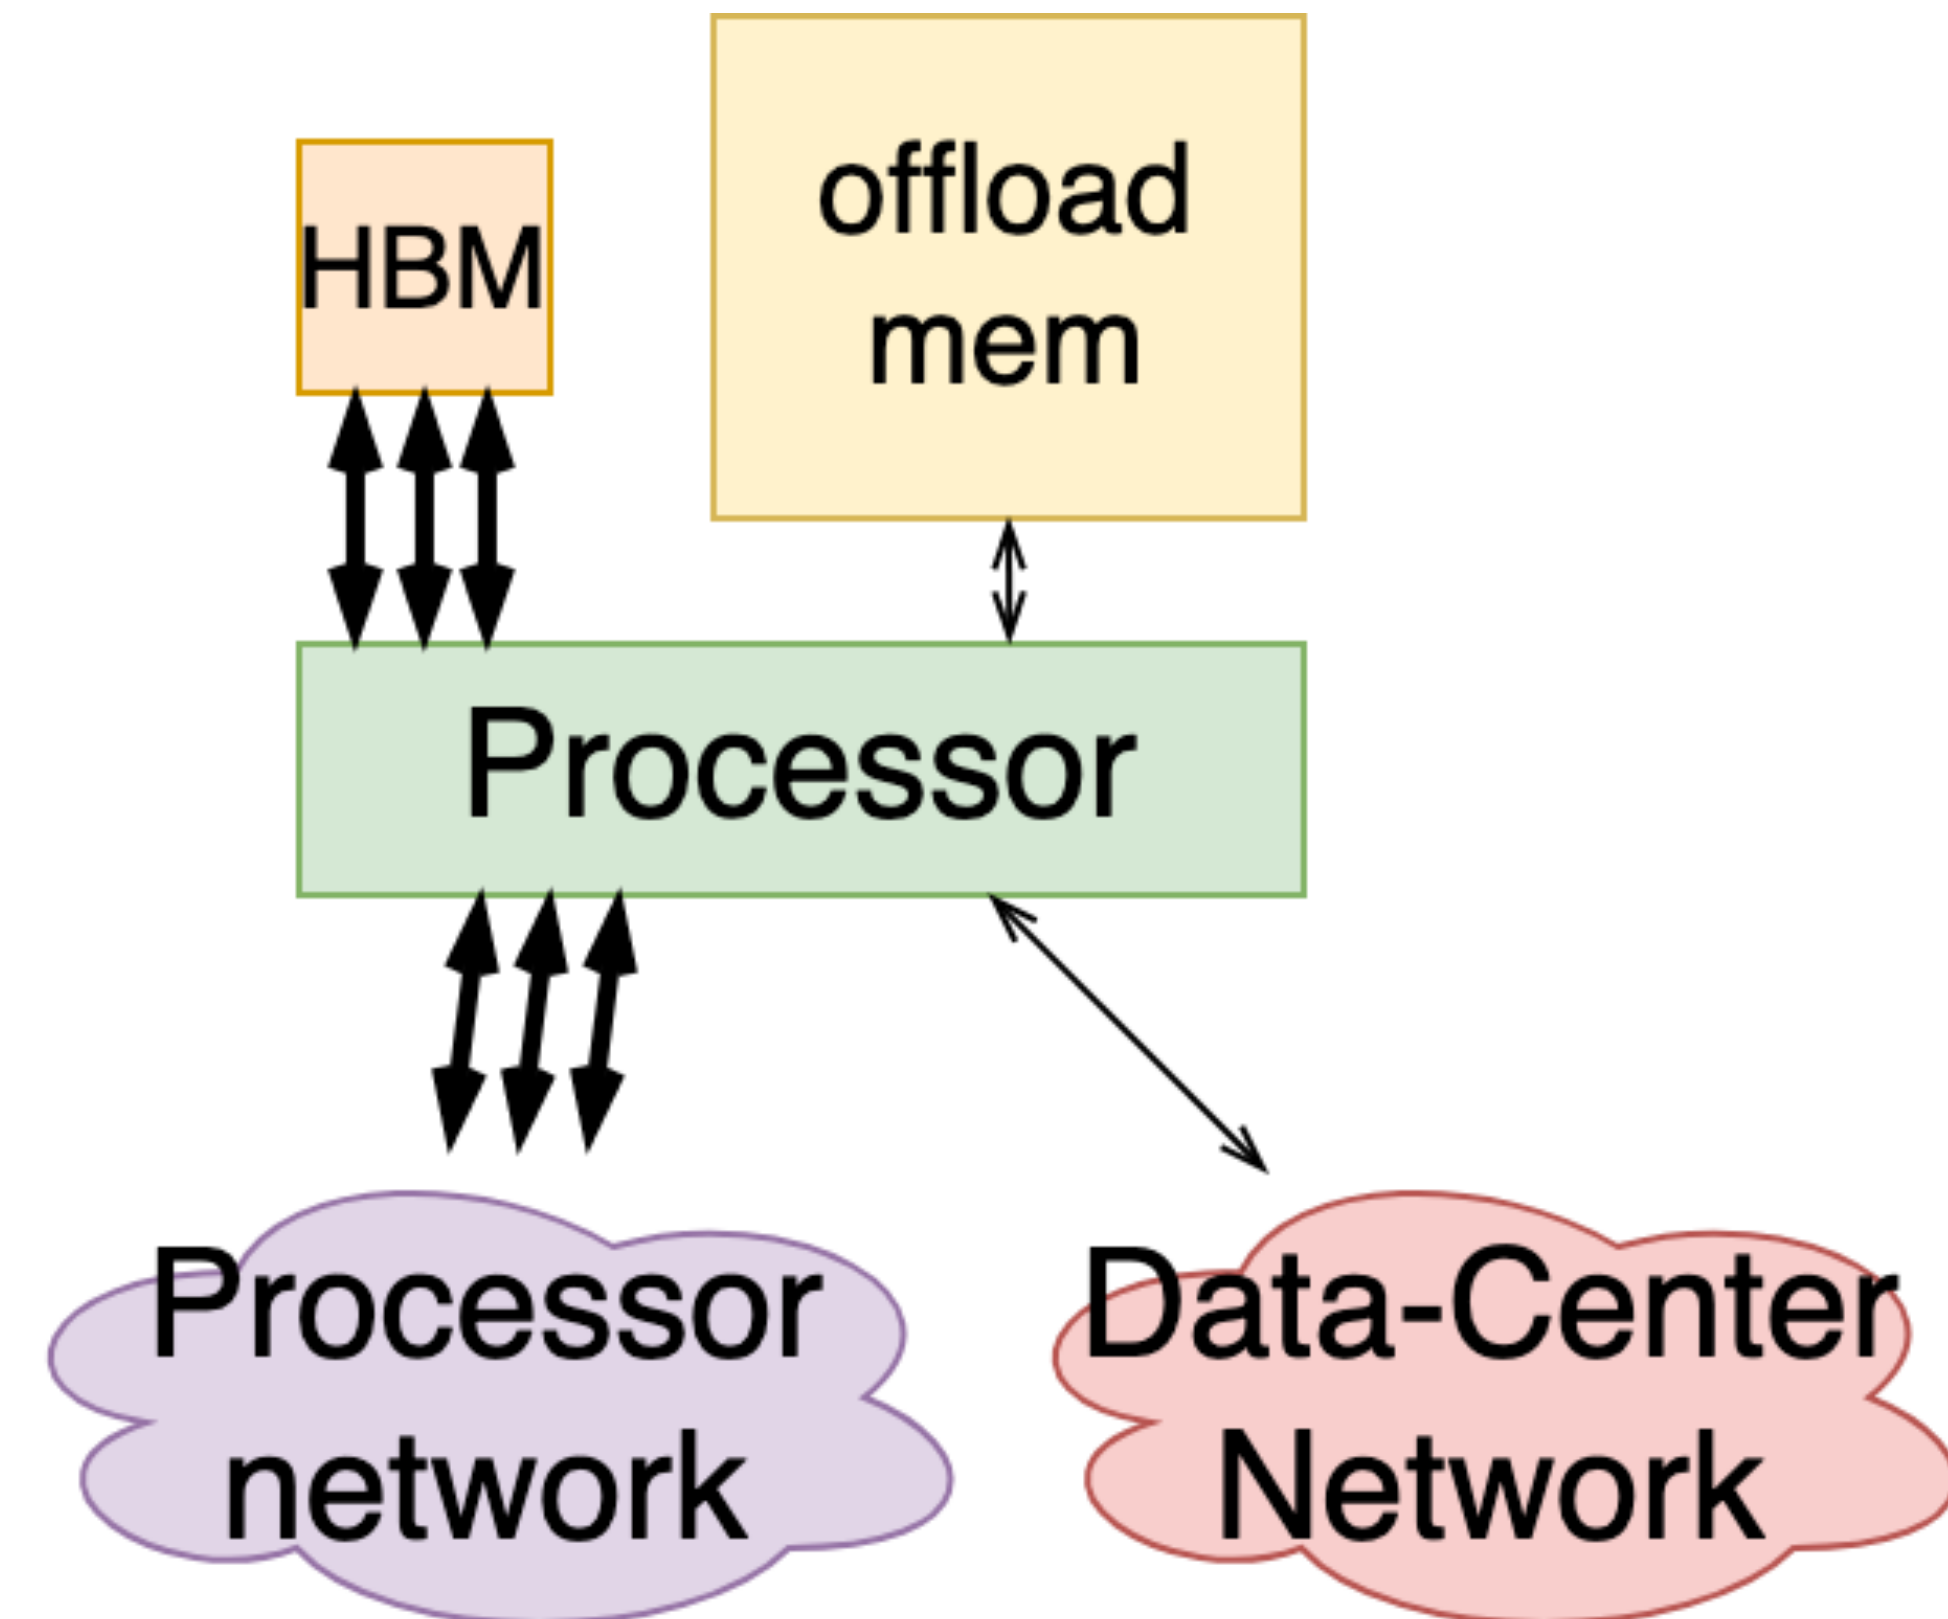 offload
mem
HBM
Processor
Processor
network
Data-Center
Network